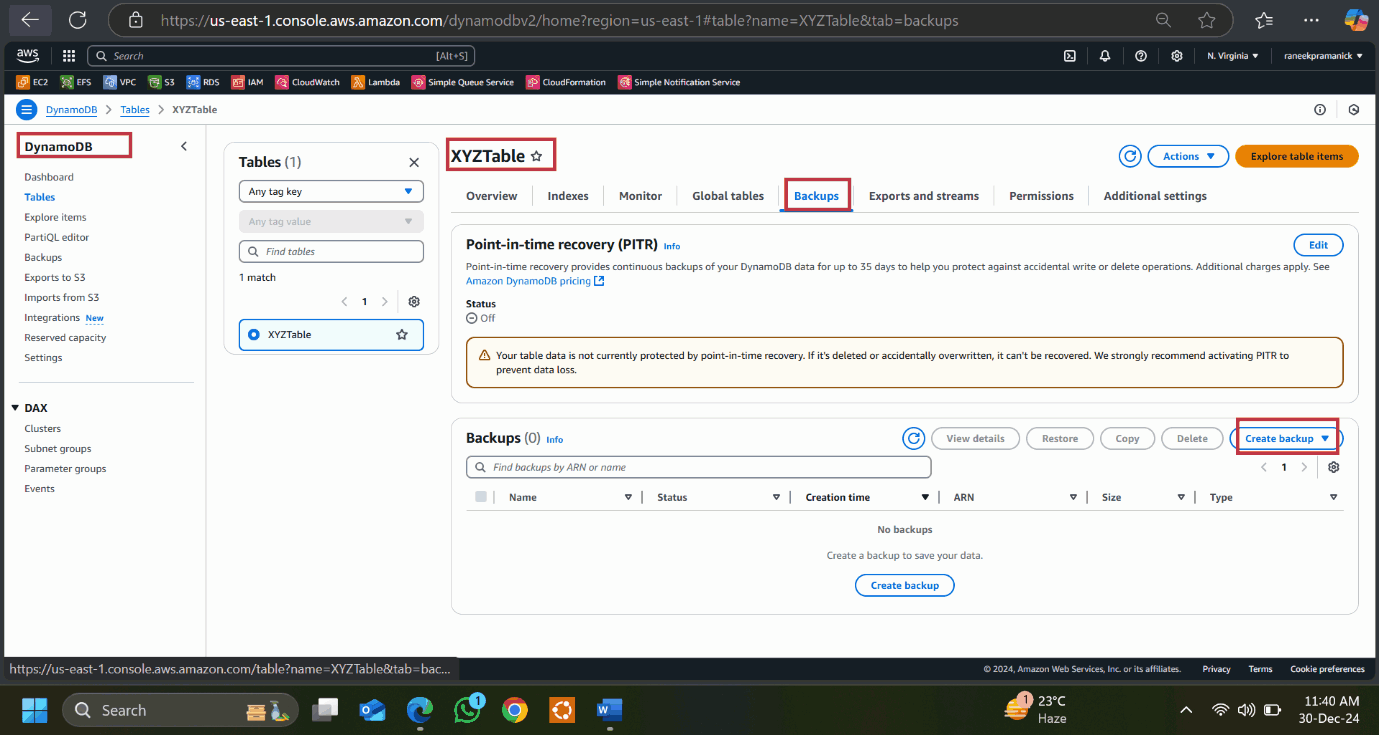 https://us-east-1.console.aws.amazon.com/dynamodbv2/home?region=us-east-1#table?name=XYZTable&tab=backups
aws
Search [Alt+S]
N. Virginia
raneekpramanick
EC2 EFS VPC S3 RDS IAM CloudWatch Lambda Simple Queue Service CloudFormation Simple Notification Service
DynamoDB > Tables > XYZTable
DynamoDB
Dashboard
Tables
Explore items
PartiQL editor
Backups
Exports to S3
Imports from S3
Integrations New
Reserved capacity
Settings
DAX
Clusters
Subnet groups
Parameter groups
Events
Tables (1)
Any tag key
Any tag value
Find tables
1 match
1
XYZTable
XYZTable
Actions
Explore table items
Overview Indexes Monitor Global tables Backups Exports and streams Permissions Additional settings
Point-in-time recovery (PITR) Info
Edit
Point-in-time recovery provides continuous backups of your DynamoDB data for up to 35 days to help you protect against accidental write or delete operations. Additional charges apply. See
Amazon DynamoDB pricing
Status
Off
Your table data is not currently protected by point-in-time recovery. If it's deleted or accidentally overwritten, it can't be recovered. We strongly recommend activating PITR to
prevent data loss.
Backups (0) Info
View details Restore Copy Delete Create backup
Find backups by ARN or name
1
Name Status Creation time ARN Size Type
No backups
Create a backup to save your data.
Create backup
https://us-east-1.console.aws.amazon.com/table?name=XYZTable&tab=bac...
© 2024, Amazon Web Services, Inc. or its affiliates. Privacy Terms Cookie preferences
Search
1
1
23°C
Haze
11:40 AM
30-Dec-24